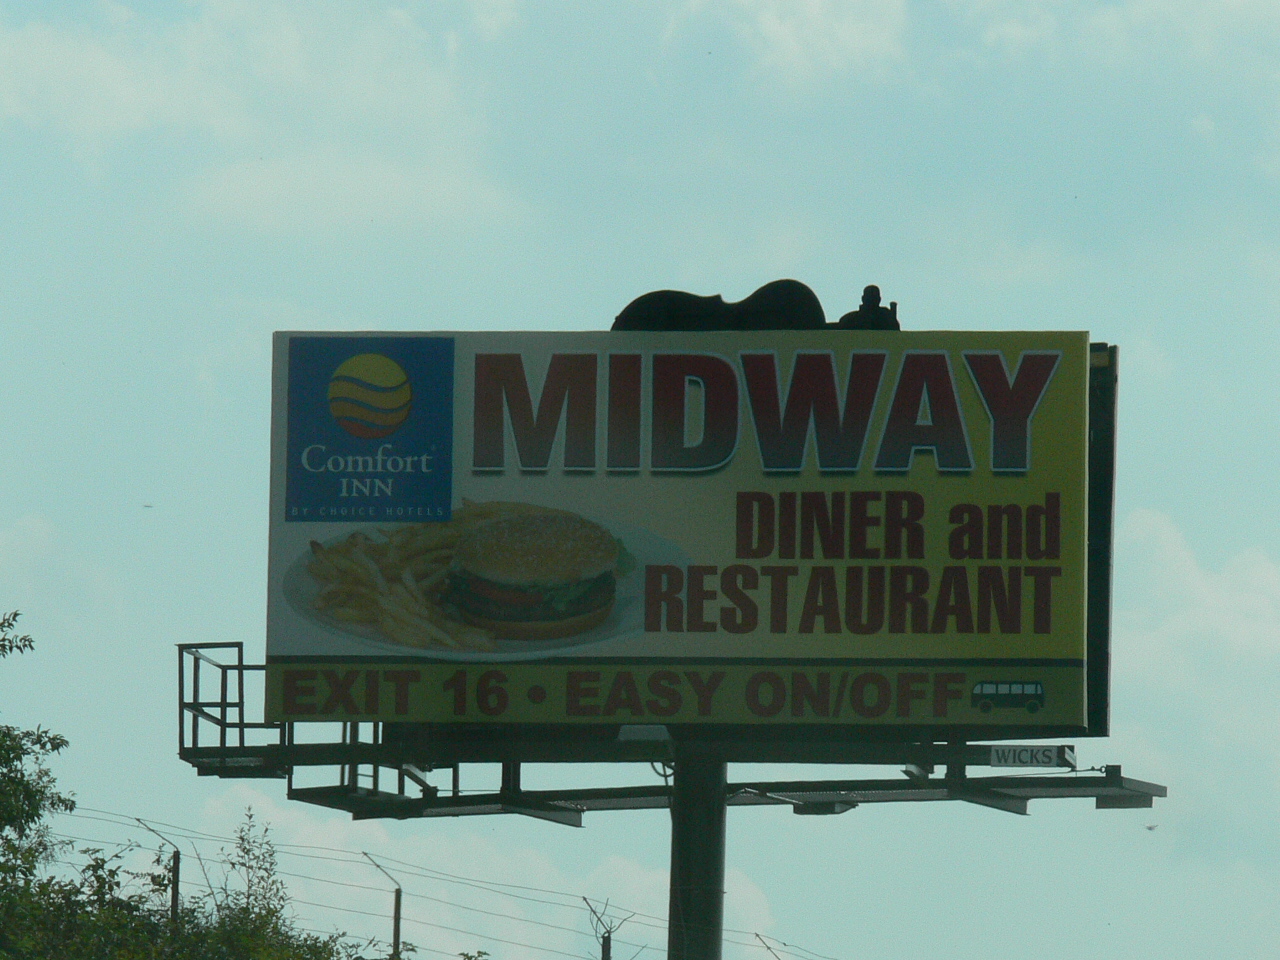 MIDWAY
Comfort
INN
BY CHOICE HOTELS
DINER and
RESTAURANT
EXIT 16 • EASY ON/OFF
WICKS